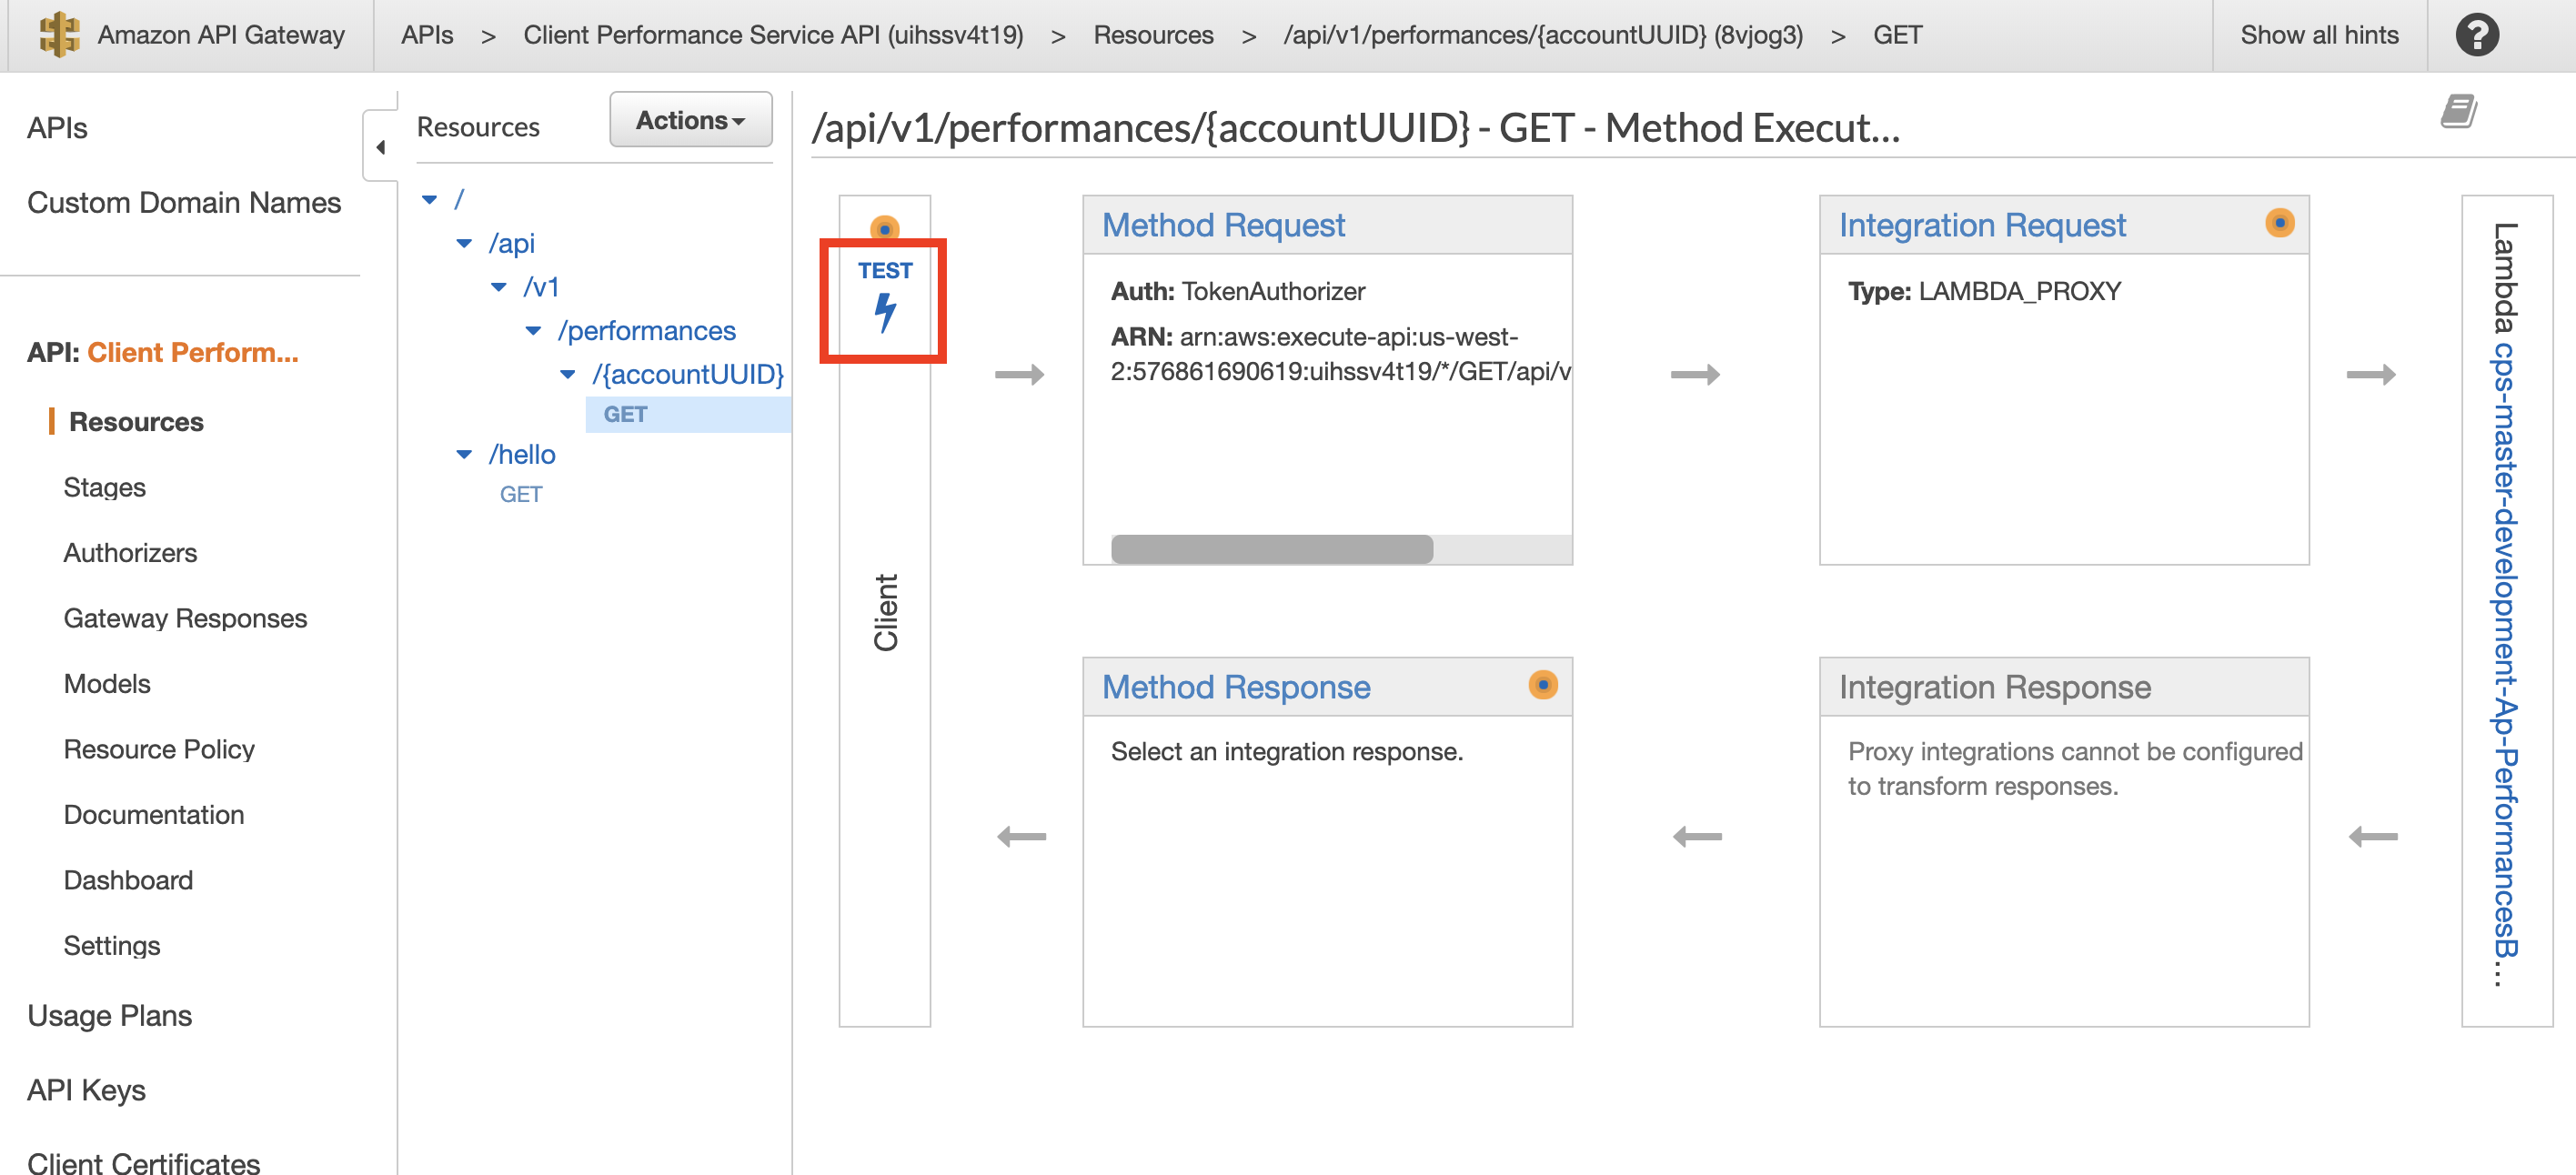 Amazon API Gateway
APIs > Client Performance Service API (uihssv4t19) > Resources > /api/v1/performances/{accountUUID} (8vjog3) > GET
Show all hints
?
APIs
Custom Domain Names
API: Client Perform...
Resources
Stages
Authorizers
Gateway Responses
Models
Resource Policy
Documentation
Dashboard
Settings
Usage Plans
API Keys
Client Certificates
Resources
Actions
/
/api
/v1
/performances
/{accountUUID}
GET
/hello
GET
/api/v1/performances/{accountUUID} - GET - Method Execut...
TEST
Client
Method Request
Auth: TokenAuthorizer
ARN: arn:aws:execute-api:us-west-
2:576861690619:uihssv4t19/*/GET/api/v
Integration Request
Type: LAMBDA_PROXY
Method Response
Select an integration response.
Integration Response
Proxy integrations cannot be configured
to transform responses.
Lambda cps-master-development-Ap-PerformancesB...